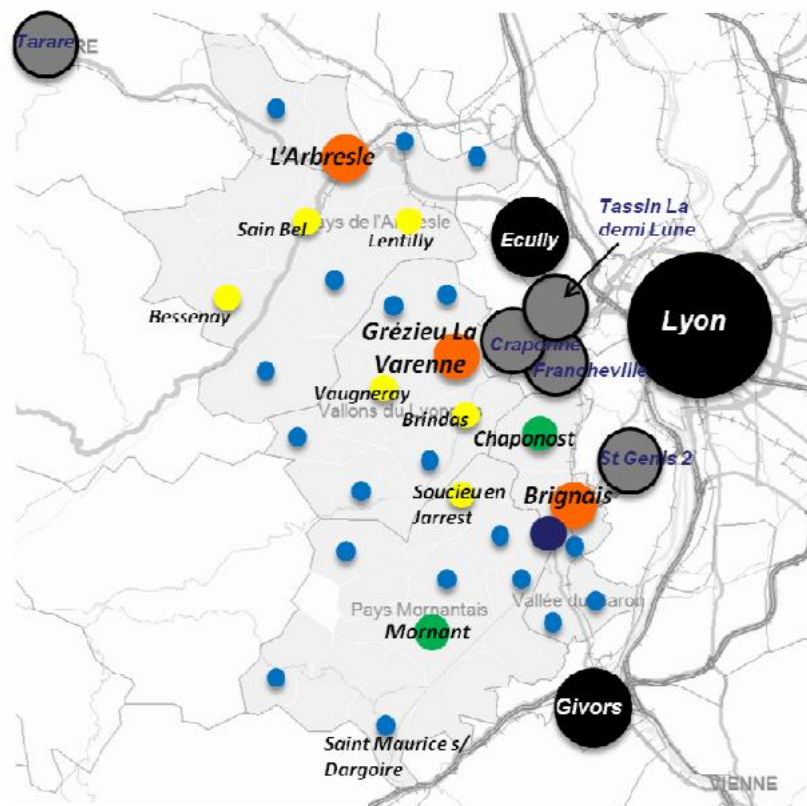 Tarare
L'Arbresle
Tassin La
demi Lune
Sain Bel
Pays de l'Arbresle
Lentilly
Ecully
Bessenay
Lyon
Grézieu La
Varenne
Craponne
Francheville
Vaugneray
Vallons du Lyonnais
Brindas
Chaponost
St Genis 2
Soucieu en
Jarrest
Brignais
Pays Mornantais
Vallée du Garon
Mornant
Givors
Saint Maurice s/
Dargoire
VIENNE